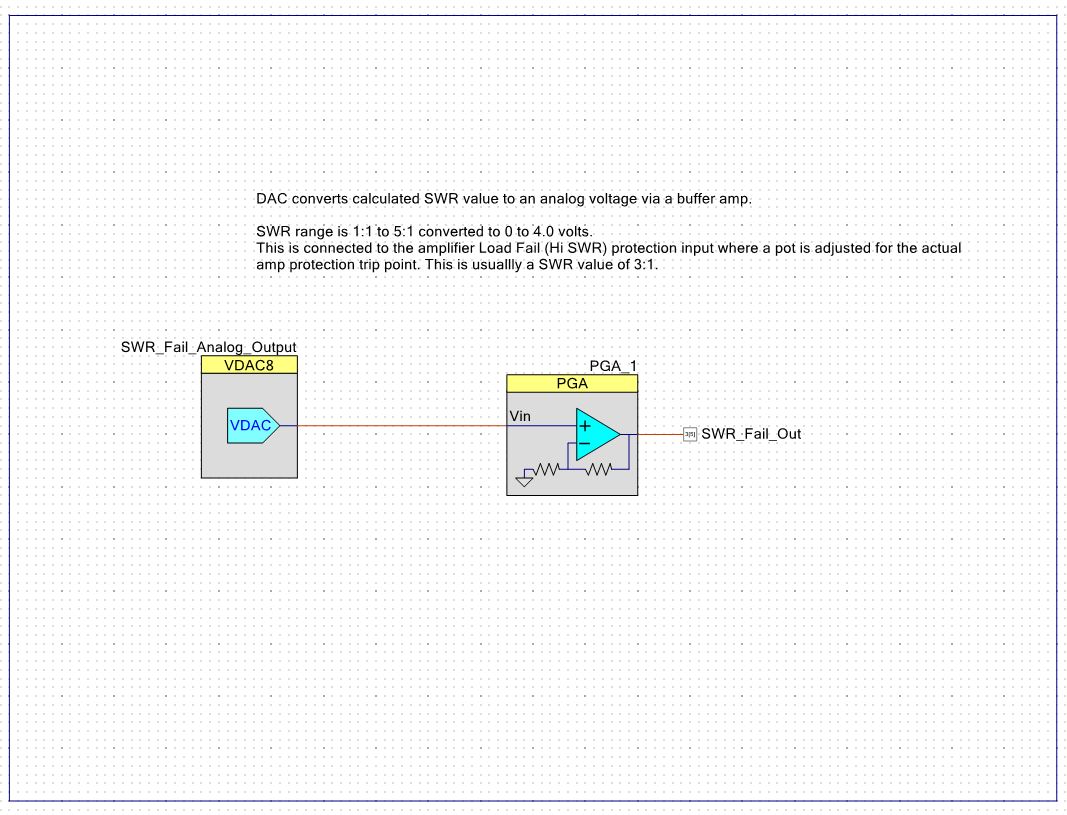 DAC converts calculated SWR value to an analog voltage via a buffer amp.
SWR range is 1:1 to 5:1 converted to 0 to 4.0 volts.
This is connected to the amplifier Load Fail (Hi SWR) protection input where a pot is adjusted for the actual
amp protection trip point. This is usuallly a SWR value of 3:1.
SWR_Fail_Analog_Output
VDAC8
VDAC
PGA_1
PGA
Vin
3[5]
SWR_Fail_Out